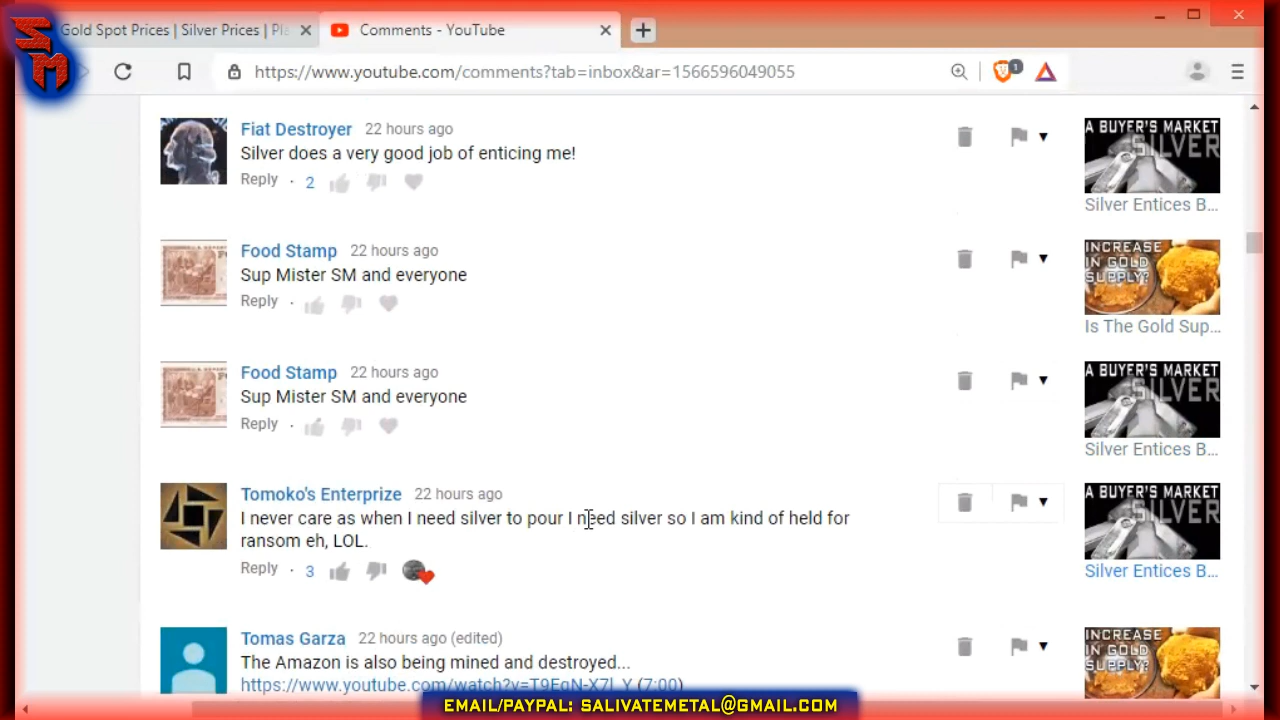 SM
Gold Spot Prices | Silver Prices | Pla
Comments - YouTube
https://www.youtube.com/comments?tab=inbox&ar=1566596049055
1
Fiat Destroyer 22 hours ago
Silver does a very good job of enticing me!
Reply · 2
A BUYER'S MARKET
SILVER
Silver Entices B...
Food Stamp 22 hours ago
Sup Mister SM and everyone
Reply ·
INCREASE
IN GOLD
SUPPLY?
Is The Gold Sup...
Food Stamp 22 hours ago
Sup Mister SM and everyone
Reply ·
A BUYER'S MARKET
SILVER
Silver Entices B...
Tomoko's Enterprize 22 hours ago
I never care as when I need silver to pour I need silver so I am kind of held for
ransom eh, LOL.
Reply · 3
A BUYER'S MARKET
SILVER
Silver Entices B...
Tomas Garza 22 hours ago (edited)
The Amazon is also being mined and destroyed...
(7:00)
INCREASE
IN GOLD
SUPPLY?
EMAIL/PAYPAL: SALIVATEMETAL@GMAIL.COM